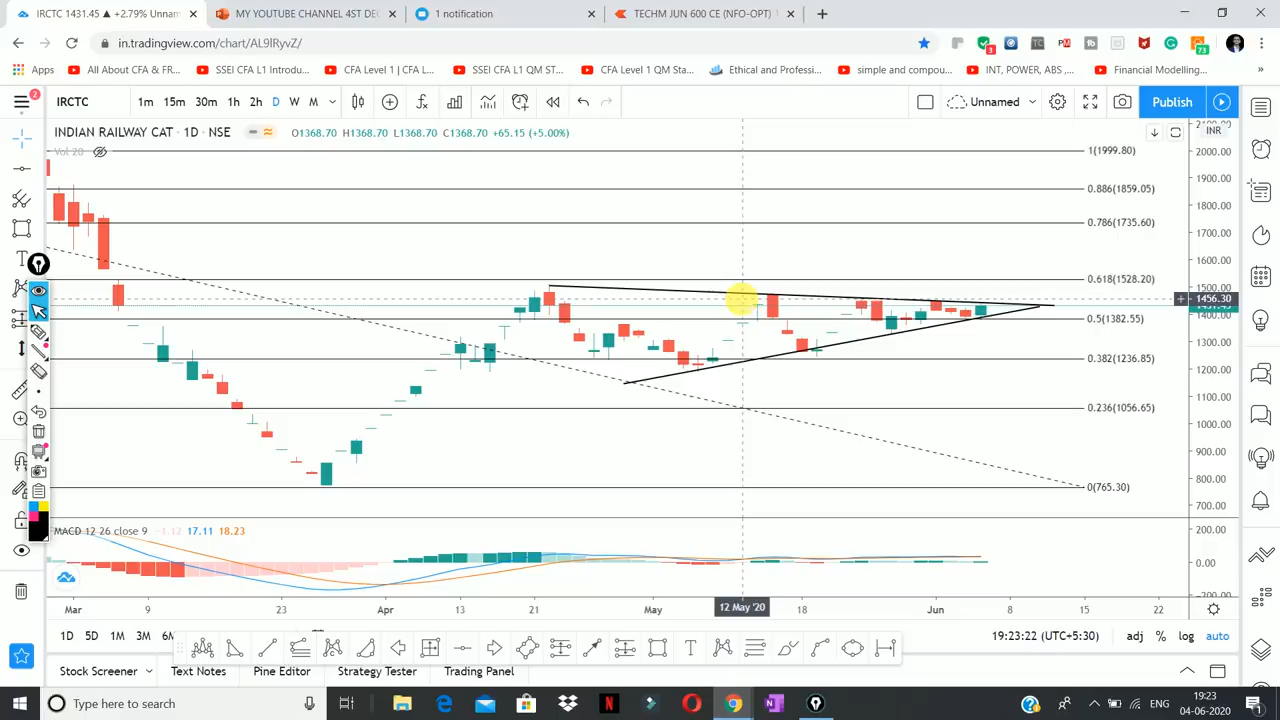 IRCTC 1431.45 ▲ +2.79% Unnam
MY YOUTUBE CHANNEL 4ST DEC
1 notification
TECHM JUN 600 CE (NFO-OPT)
in.tradingview.com/chart/AL9lRyvZ/
Apps
All About CFA & FR...
SSEI CFA L1 Introdu...
CFA Level 1 | CFA L...
SSEI CFA L1 QM ST...
CFA Level 1 QM Sta...
Ethical and Professi...
simple and compou...
INT, POWER, ABS ,...
Financial Modelling...
»
2
IRCTC
1m 15m 30m 1h 2h D W M
Unnamed
Publish
INDIAN RAILWAY CAT · 1D · NSE
O1368.70 H1368.70 L1368.70 C1368.70 +65.15 (+5.00%)
INR
Vol 20
1(1999.80)
0.886(1859.05)
0.786(1735.60)
0.618(1528.20)
0.5(1382.55)
0.382(1236.85)
0.236(1056.65)
0(765.30)
2000.00
1900.00
1800.00
1700.00
1600.00
1500.00
1456.30
1400.00
1300.00
1200.00
1100.00
1000.00
900.00
800.00
700.00
MACD 12 26 close 9 −1.12 17.11 18.23
200.00
0.00
-200.00
Mar 9 23 Apr 13 21 May 12 May '20 18 Jun 8 15 22
1D 5D 1M 3M 6M
19:23:22 (UTC+5:30)
adj % log auto
Stock Screener Text Notes Pine Editor Strategy Tester Trading Panel
Type here to search
ENG
19:23
04-06-2020